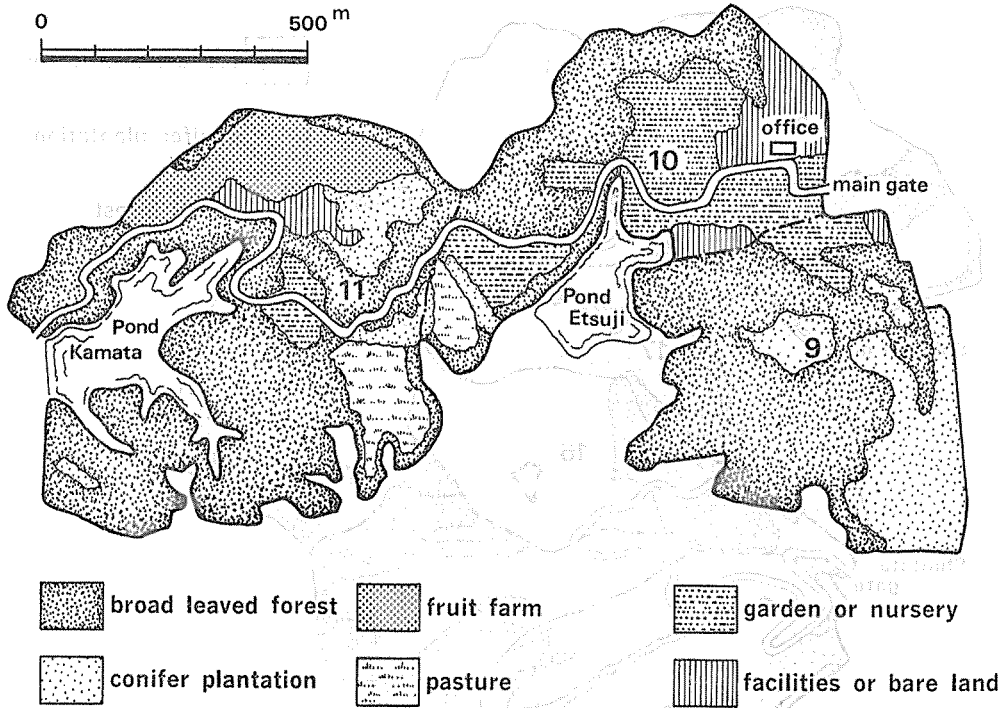 0 500 m
office
10
main gate
11
Pond
Etsuji
Pond
Kamata
9
broad leaved forest
fruit farm
garden or nursery
conifer plantation
pasture
facilities or bare land